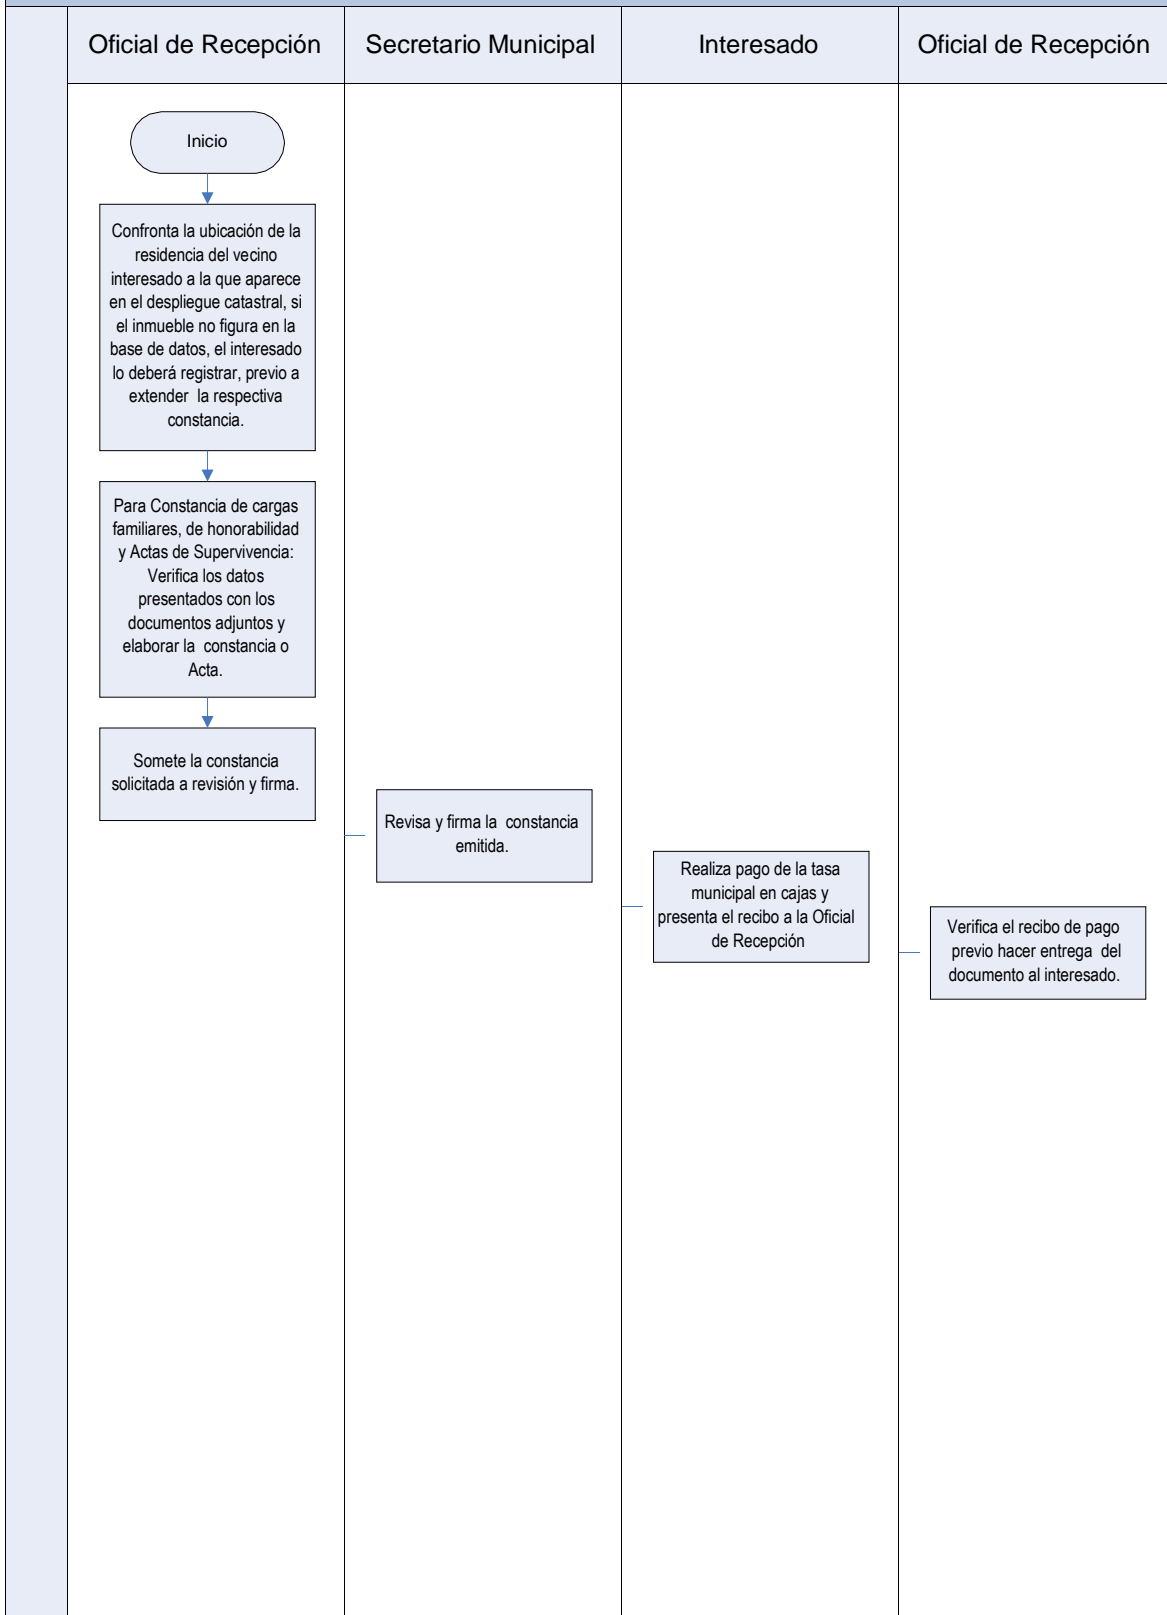 Oficial de Recepción
Secretario Municipal
Interesado
Oficial de Recepción
Inicio
Confronta la ubicación de la
residencia del vecino
interesado a la que aparece
en el despliegue catastral, si
el inmueble no figura en la
base de datos, el interesado
lo deberá registrar, previo a
extender la respectiva
constancia.
Para Constancia de cargas
familiares, de honorabilidad
y Actas de Supervivencia:
Verifica los datos
presentados con los
documentos adjuntos y
elaborar la constancia o
Acta.
Somete la constancia
solicitada a revisión y firma.
Revisa y firma la constancia
emitida.
Realiza pago de la tasa
municipal en cajas y
presenta el recibo a la Oficial
de Recepción
Verifica el recibo de pago
previo hacer entrega del
documento al interesado.